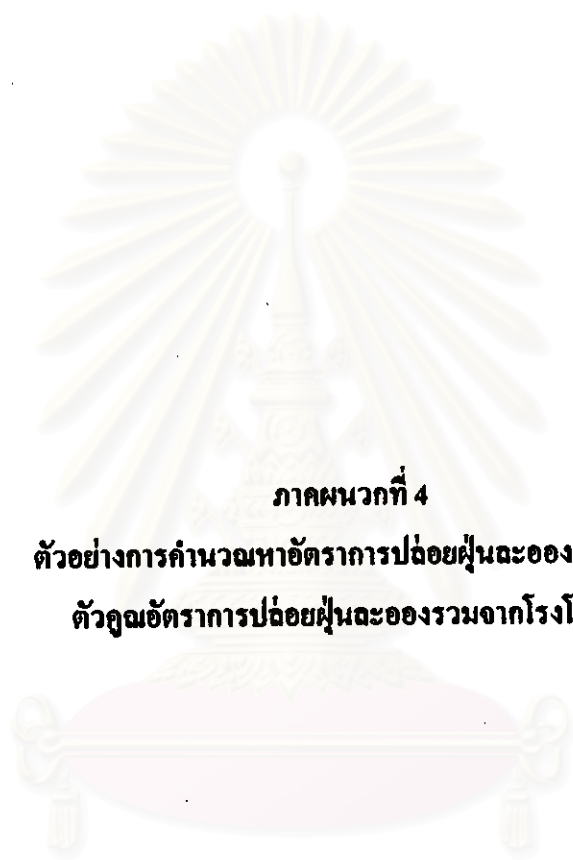 ภาคผนวกที่ 4
ตัวอย่างการคำนวณหาอัตราการปล่อยฝุ่นละออง
ตัวคูณอัตราการปล่อยฝุ่นละอองรวมจากโรงโ